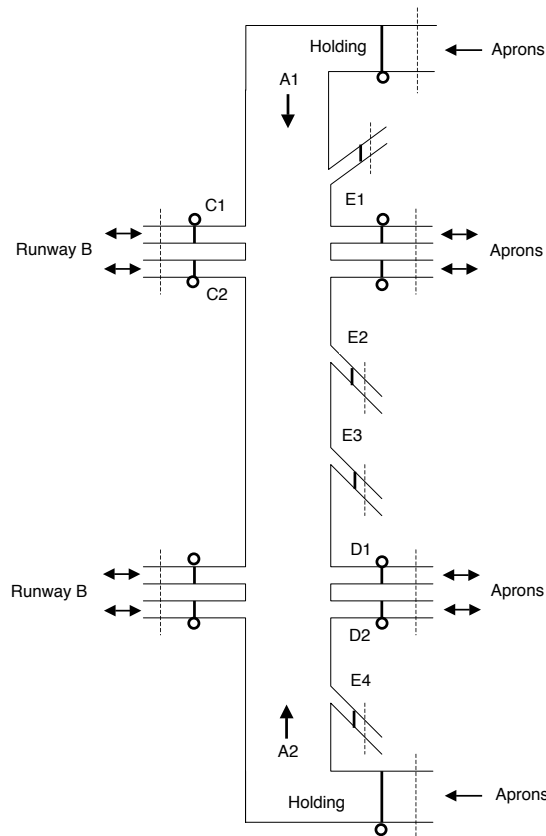 Holding
Aprons
A1
C1
E1
Runway B
Aprons
C2
E2
E3
D1
Runway B
Aprons
D2
E4
A2
Holding
Aprons